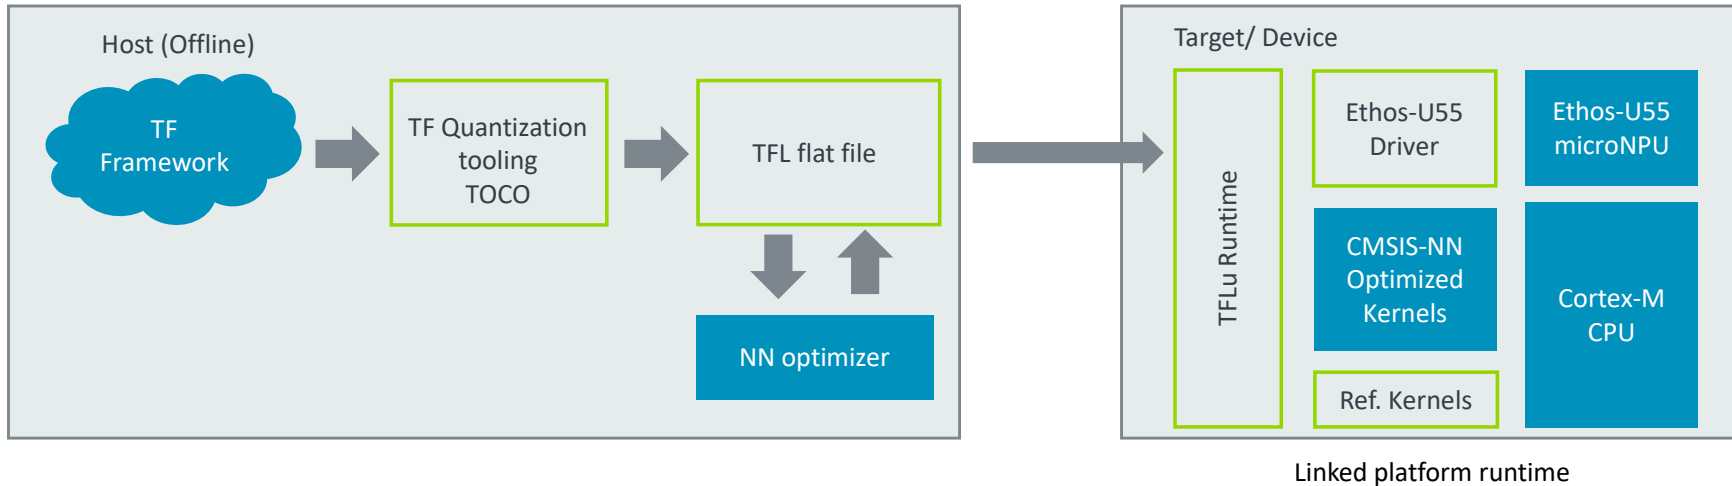 Host (Offline)
TF
Framework
TF Quantization
tooling
TOCO
TFL flat file
NN optimizer
Target/ Device
TFLu Runtime
Ethos-U55
Driver
CMSIS-NN
Optimized
Kernels
Ref. Kernels
Ethos-U55
microNPU
Cortex-M
CPU
Linked platform runtime